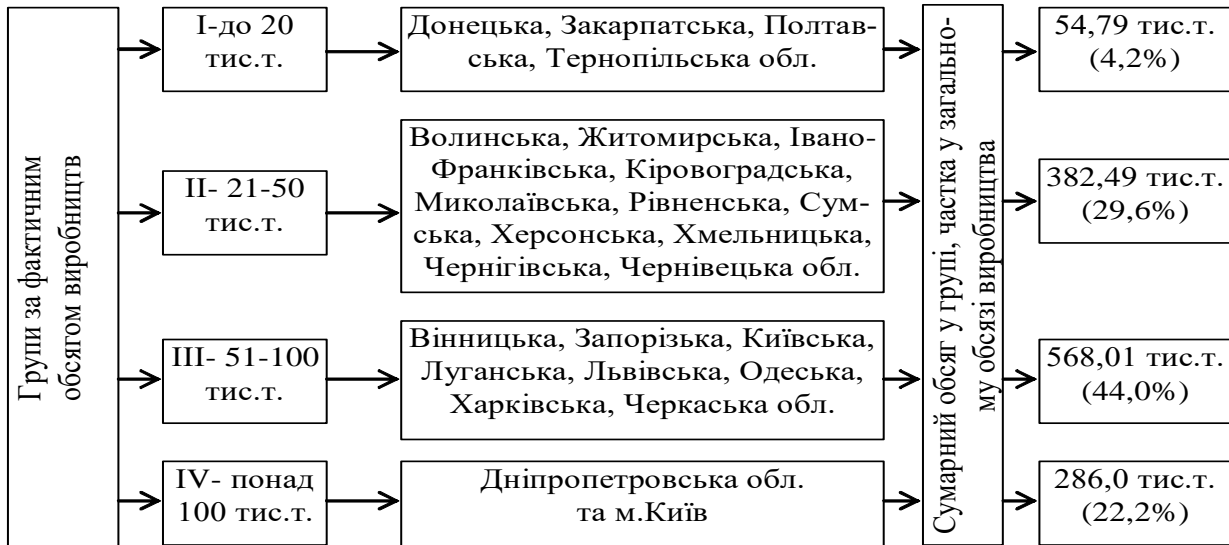 Групи за фактичним
обсягом виробництв
І-до 20
тис.т.
Донецька, Закарпатська, Полтав-
ська, Тернопільська обл.
54,79 тис.т.
(4,2%)
ІІ- 21-50
тис.т.
Волинська, Житомирська, Івано-
Франківська, Кіровоградська,
Миколаївська, Рівненська, Сум-
ська, Херсонська, Хмельницька,
Чернігівська, Чернівецька обл.
382,49 тис.т.
(29,6%)
ІІІ- 51-100
тис.т.
Вінницька, Запорізька, Київська,
Луганська, Львівська, Одеська,
Харківська, Черкаська обл.
568,01 тис.т.
(44,0%)
ІV- понад
100 тис.т.
Дніпропетровська обл.
та м.Київ
286,0 тис.т.
(22,2%)
Сумарний обсяг у групі, частка у загально-
му обсязі виробництва